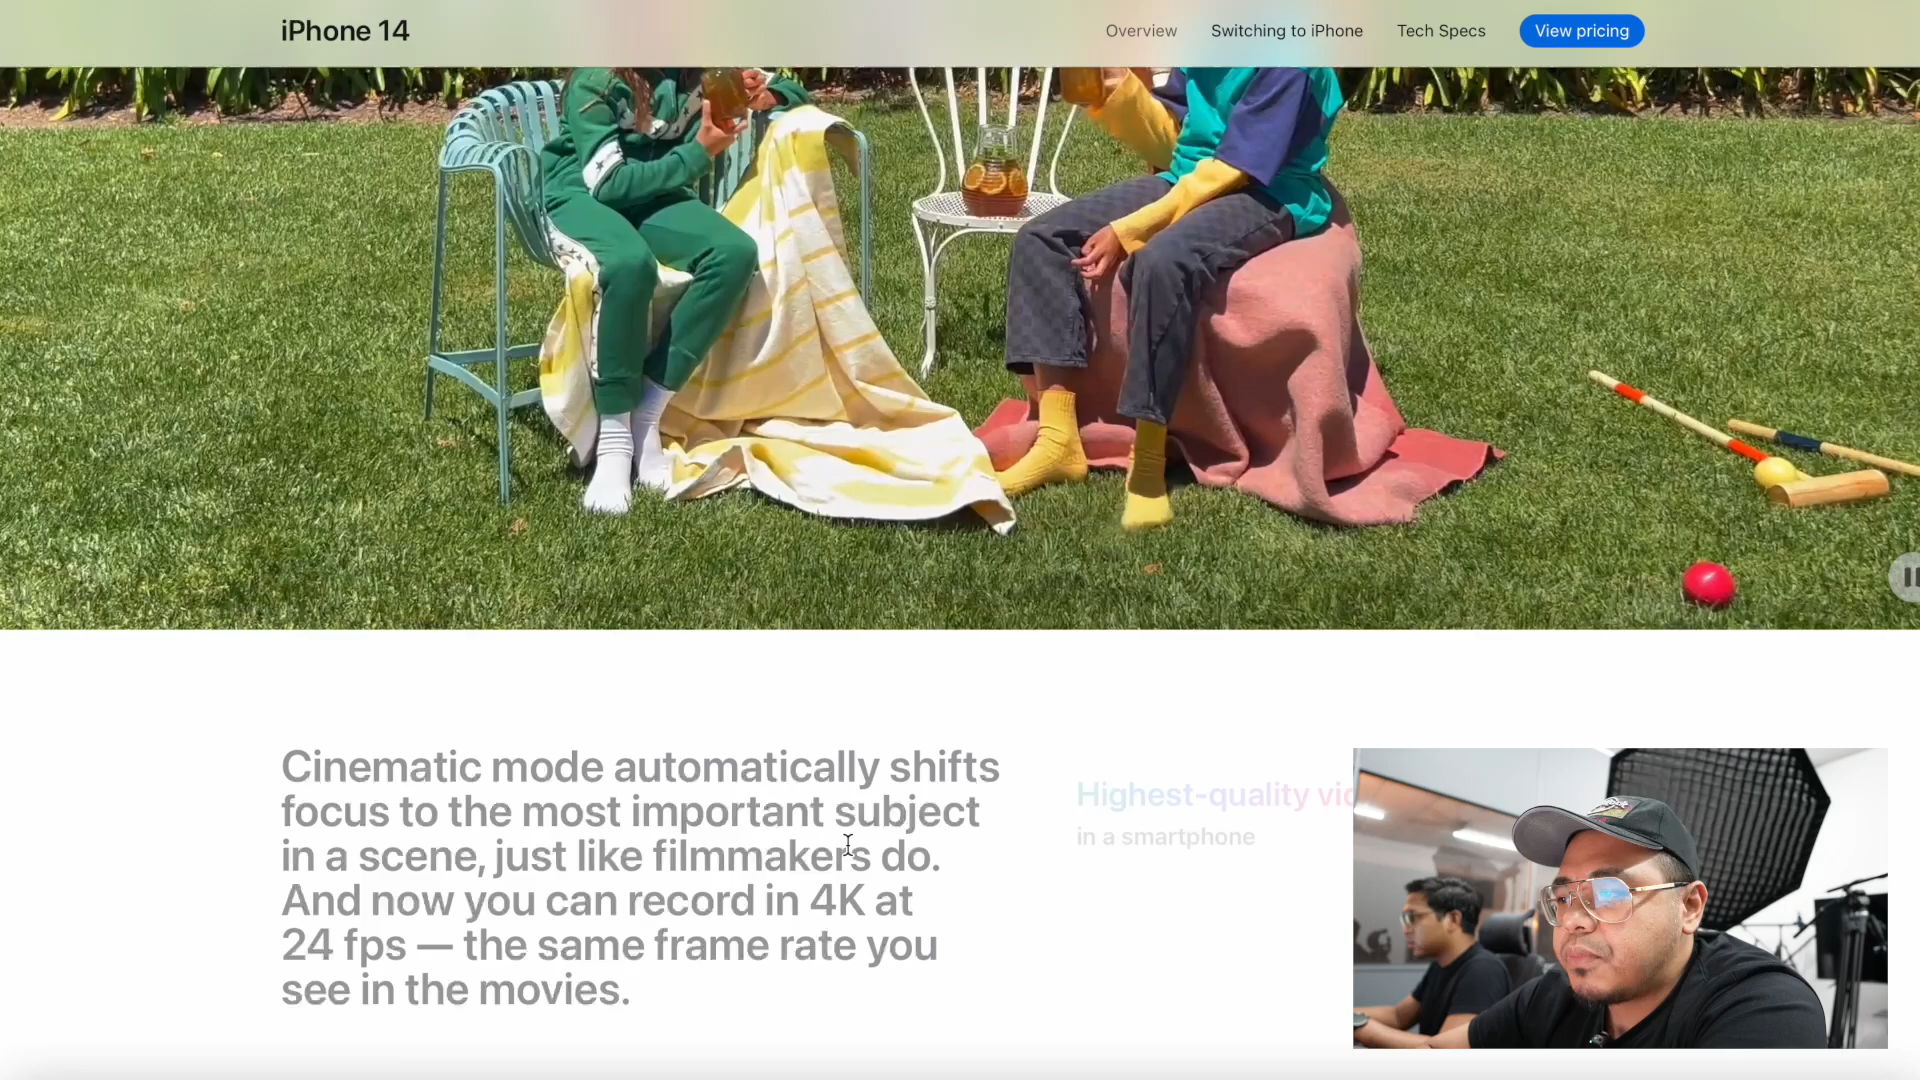 iPhone 14
Overview
Switching to iPhone
Tech Specs
View pricing
Cinematic mode automatically shifts
focus to the most important subject
in a scene, just like filmmakers do.
And now you can record in 4K at
24 fps — the same frame rate you
see in the movies.
Highest-quality
in a smartphone